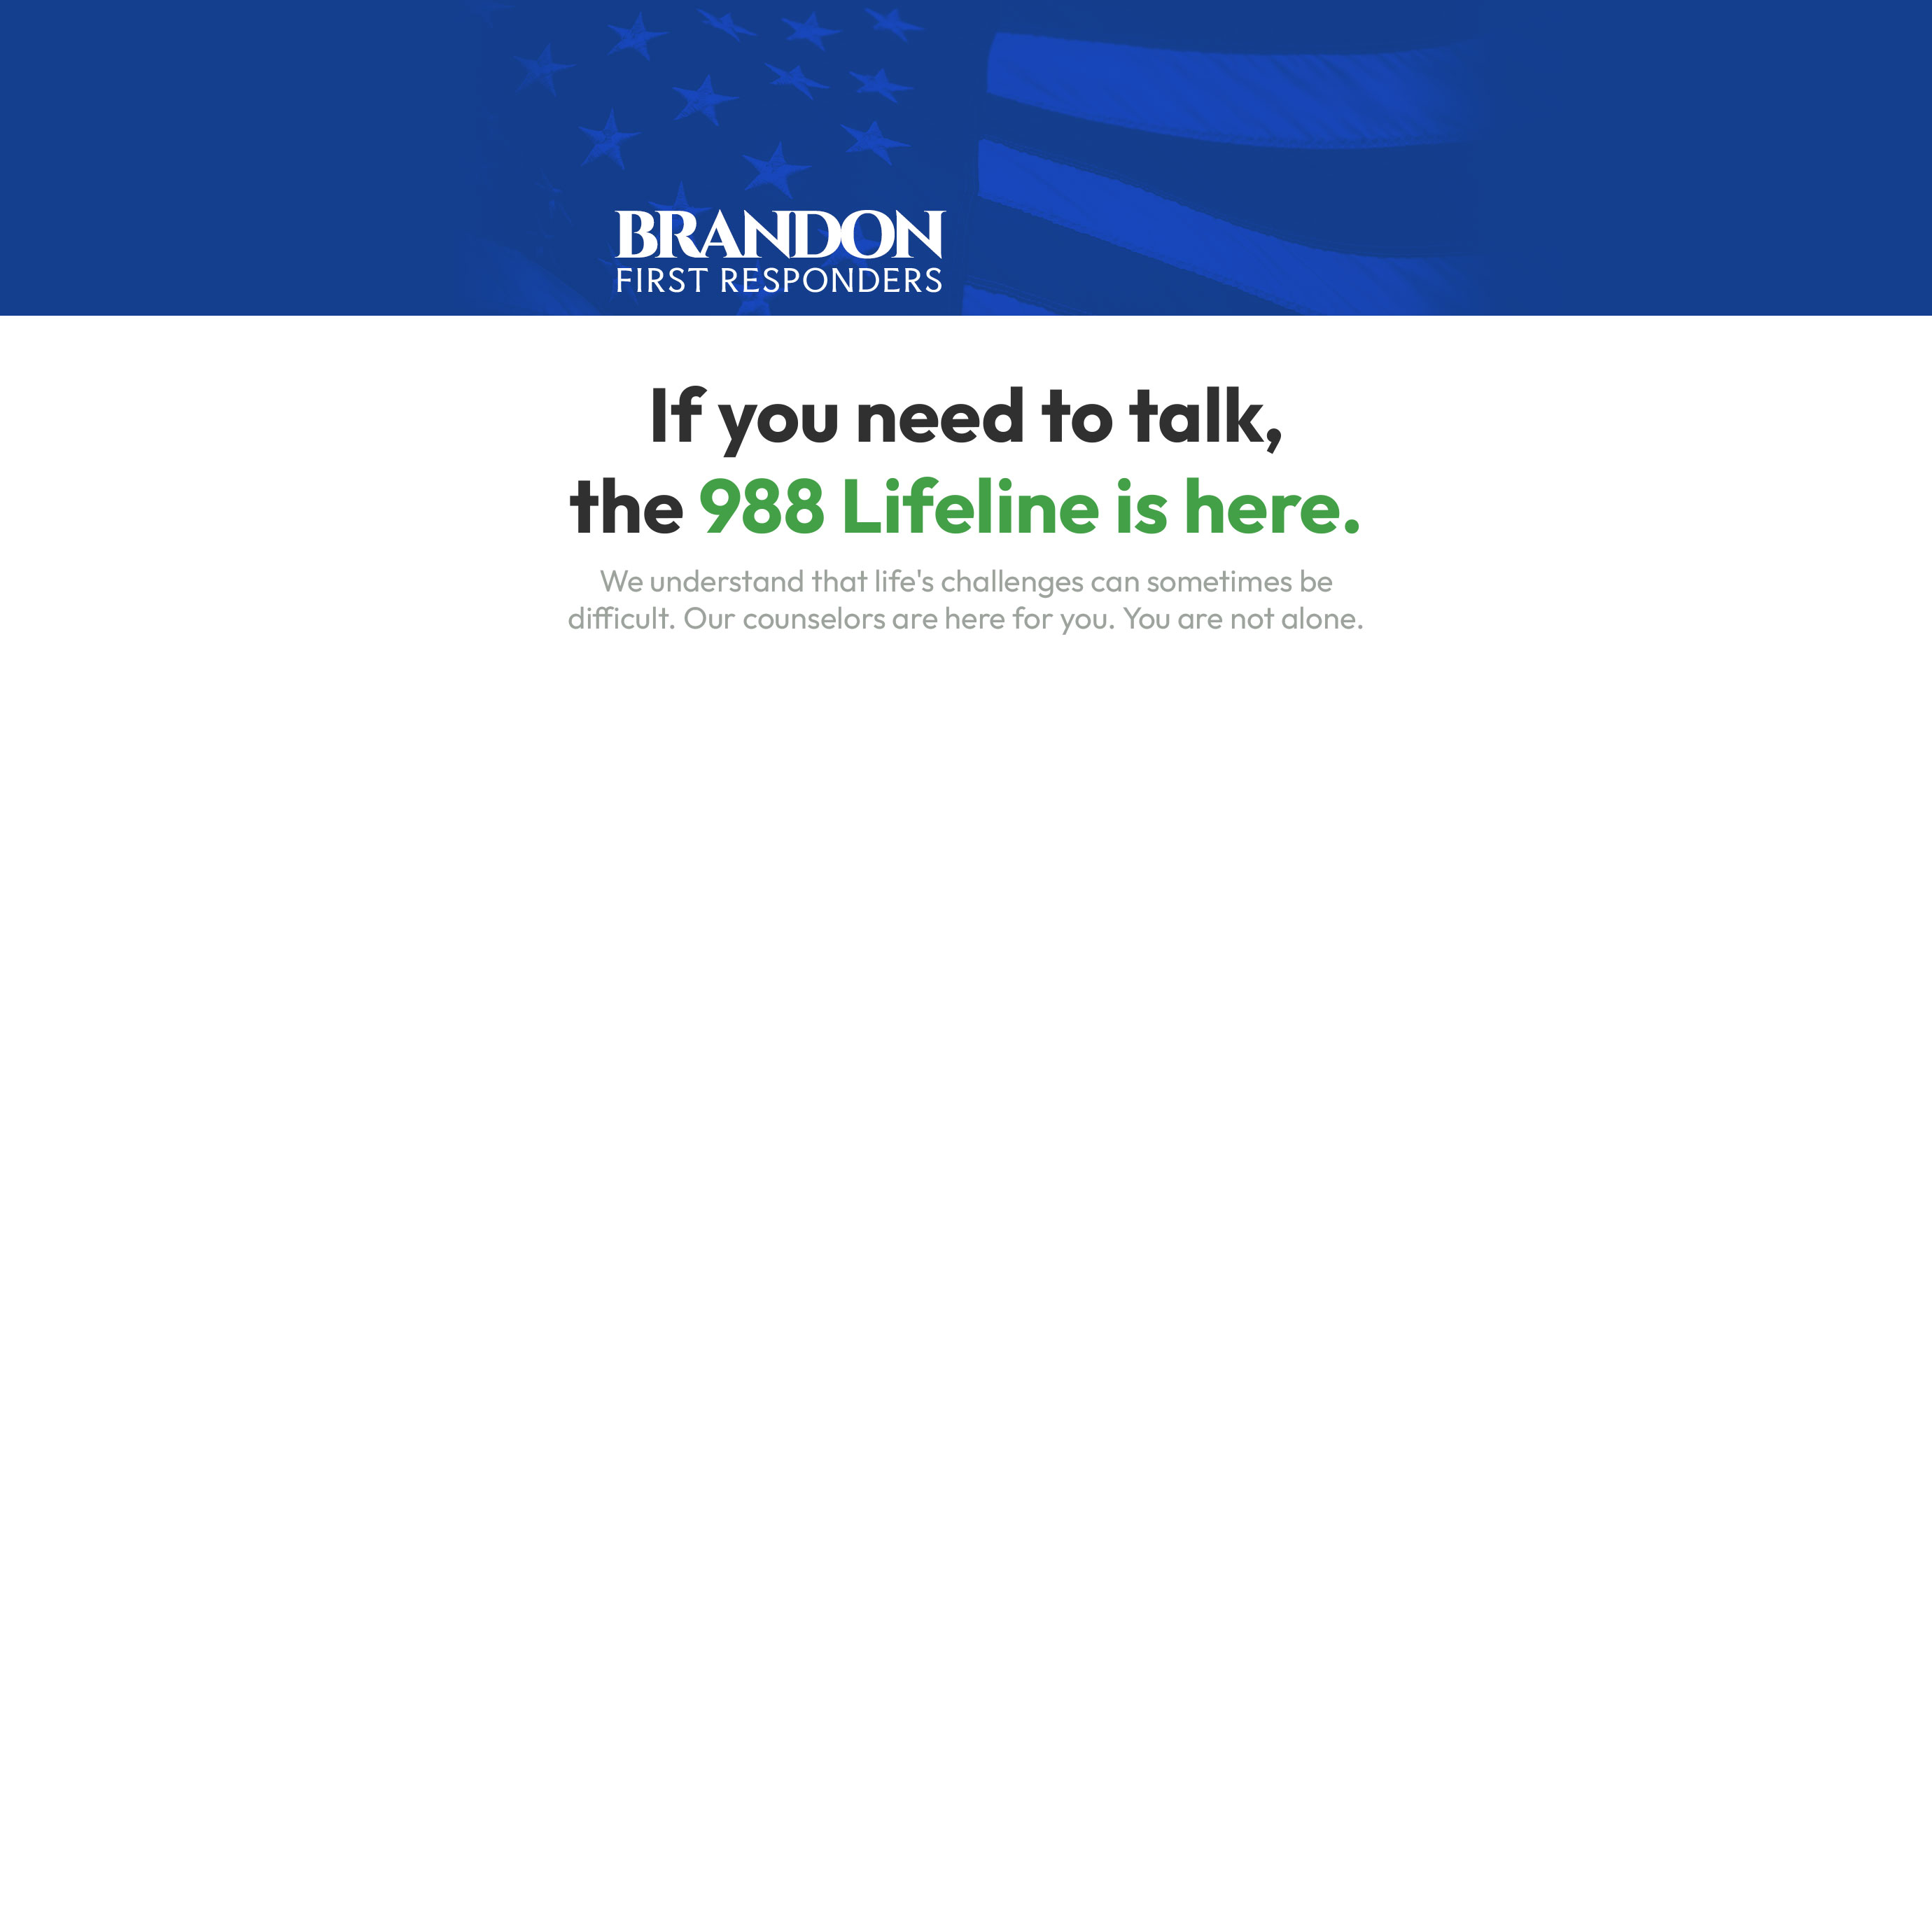 BRANDON
FIRST RESPONDERS
If you need to talk,
the 988 Lifeline is here.
We understand that life's challenges can sometimes be
difficult. Our counselors are here for you. You are not alone.